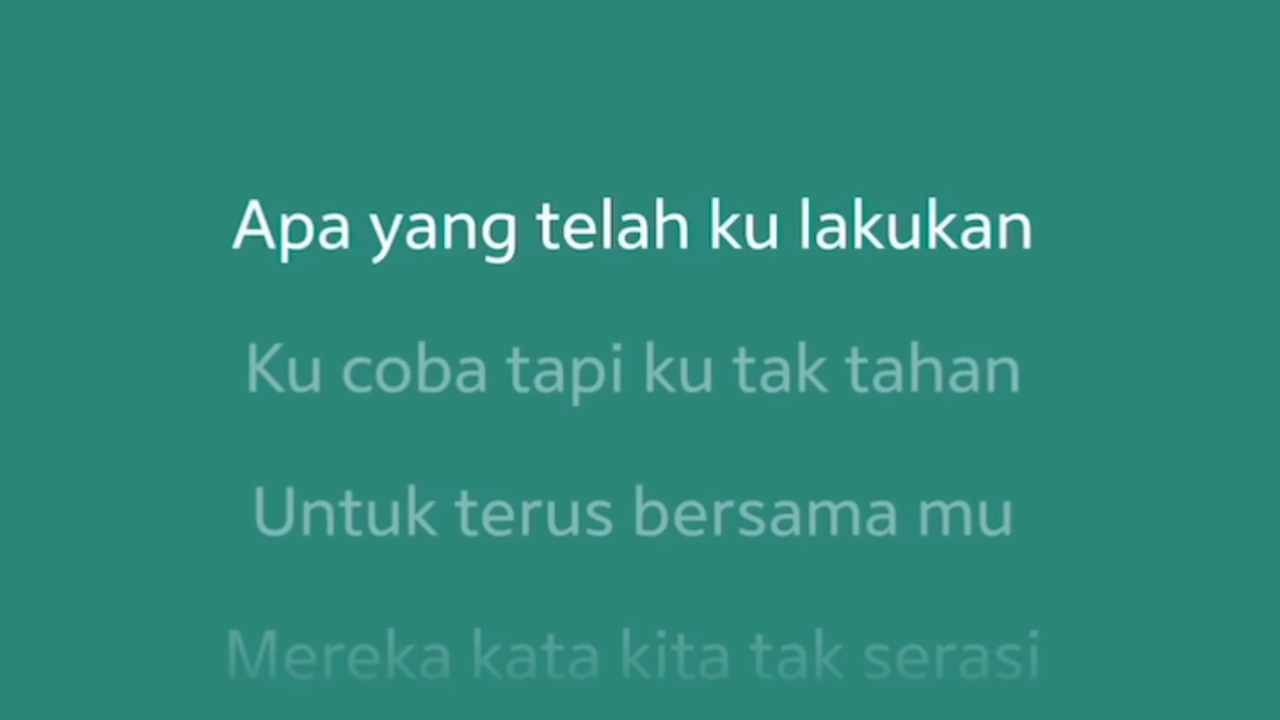 Apa yang telah ku lakukan
Ku coba tapi ku tak tahan
Untuk terus bersama mu
Mereka kata kita tak serasi